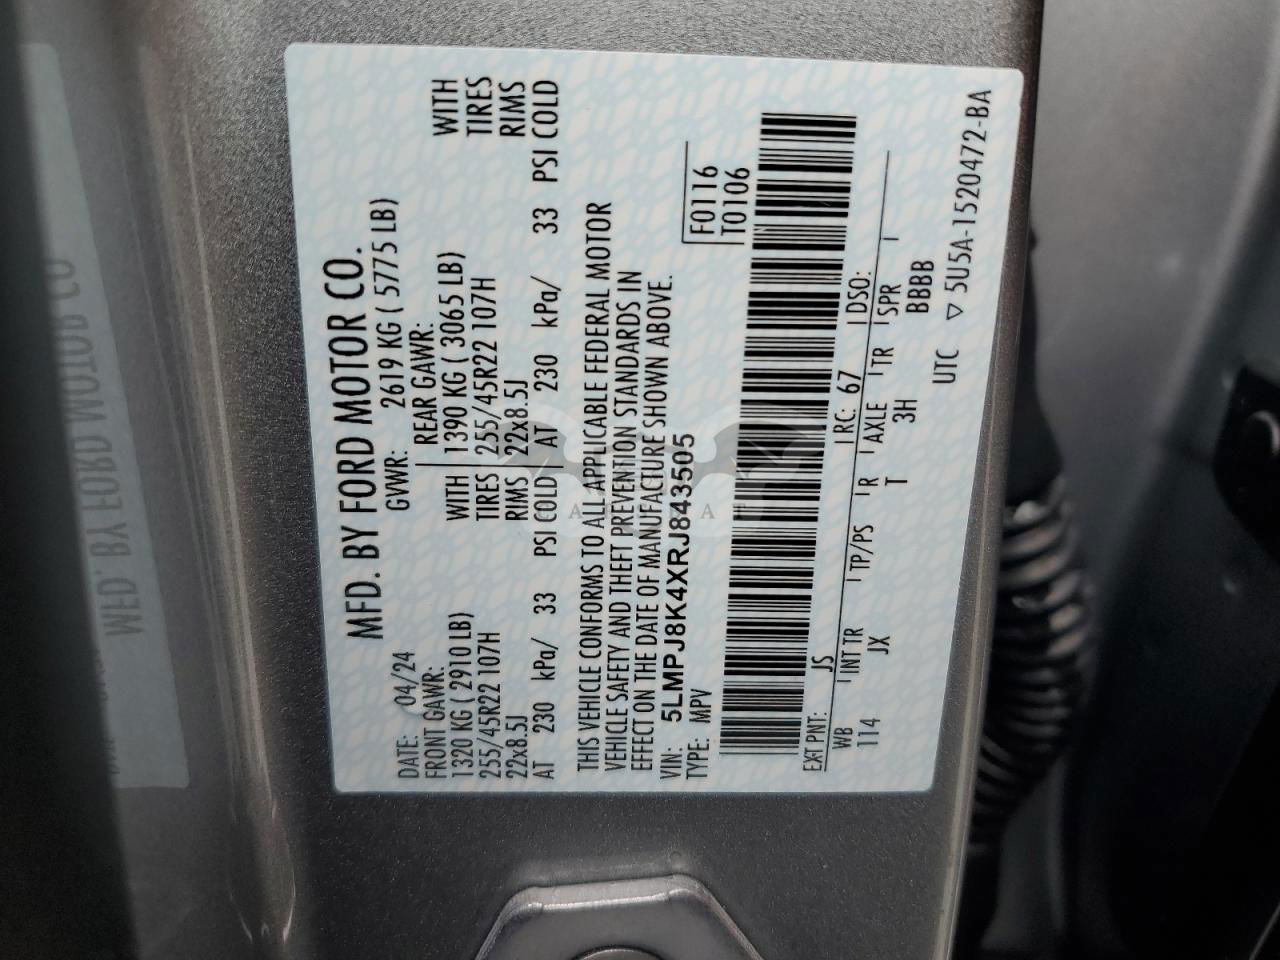 MFD. BY FORD MOTOR CO.
DATE: 04/24 GVWR: 2619 KG ( 5775 LB)
FRONT GAWR: REAR GAWR:
1320 KG ( 2910 LB) WITH 1390 KG ( 3065 LB) WITH
255/45R22 107H TIRES 255/45R22 107H TIRES
22x8.5J RIMS 22x8.5J RIMS
AT 230 kPa/ 33 PSI COLD AT 230 kPa/ 33 PSI COLD
THIS VEHICLE CONFORMS TO ALL APPLICABLE FEDERAL MOTOR
VEHICLE SAFETY AND THEFT PREVENTION STANDARDS IN
EFFECT ON THE DATE OF MANUFACTURE SHOWN ABOVE.
VIN: 5LMPJ8K4XRJ843505 F0116
TYPE: MPV T0106
EXT PNT: JS RC: 67 DSO:
WB INT TR TP/PS R AXLE TR SPR
114 JX T 3H BBBB
UTC ▽ 5U5A-1520472-BA
MFD. BY FORD MOTOR CO